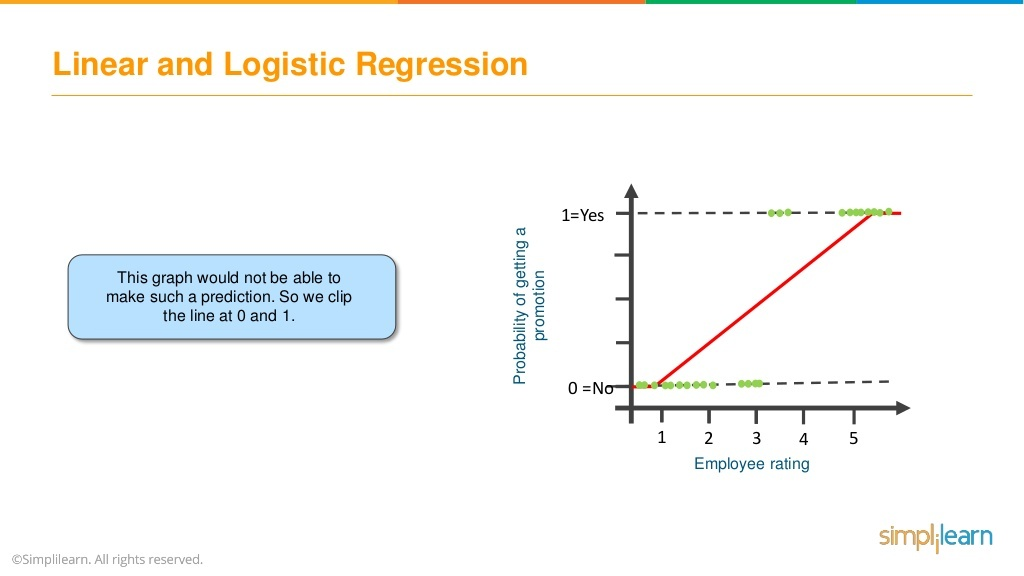 Linear and Logistic Regression
This graph would not be able to
make such a prediction. So we clip
the line at 0 and 1.
Probability of getting a
promotion
1=Yes
0 =No
1 2 3 4 5
Employee rating
©Simplilearn. All rights reserved.
simplilearn